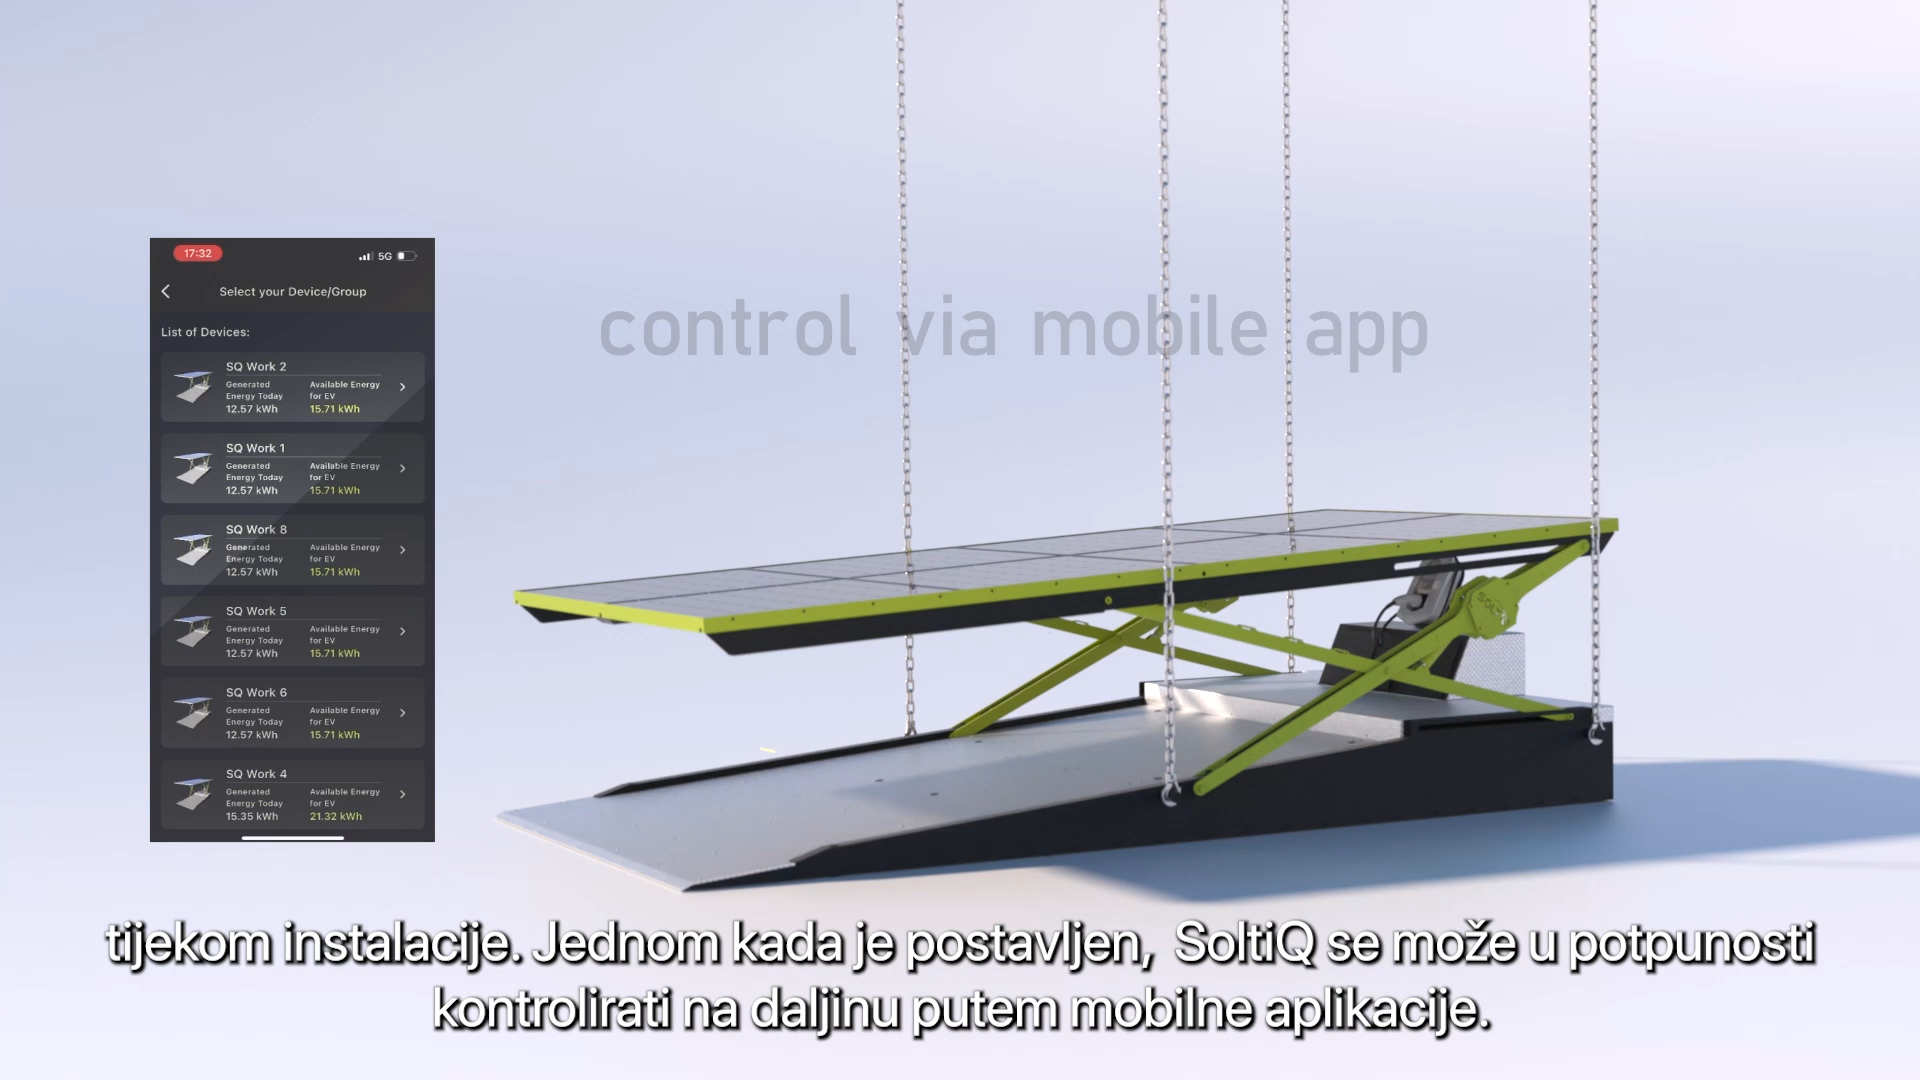 17:32
5G
Select your Device/Group
List of Devices:
SQ Work 2
Generated Energy Today
12.57 kWh
Available Energy for EV
15.71 kWh
SQ Work 1
Generated Energy Today
12.57 kWh
Available Energy for EV
15.71 kWh
SQ Work 8
Generated Energy Today
12.57 kWh
Available Energy for EV
15.71 kWh
SQ Work 5
Generated Energy Today
12.57 kWh
Available Energy for EV
15.71 kWh
SQ Work 6
Generated Energy Today
12.57 kWh
Available Energy for EV
15.71 kWh
SQ Work 4
Generated Energy Today
15.35 kWh
Available Energy for EV
21.32 kWh
control via mobile app
tijekom instalacije. Jednom kada je postavljen, SoltiQ se može u potpunosti
kontrolirati na daljinu putem mobilne aplikacije.